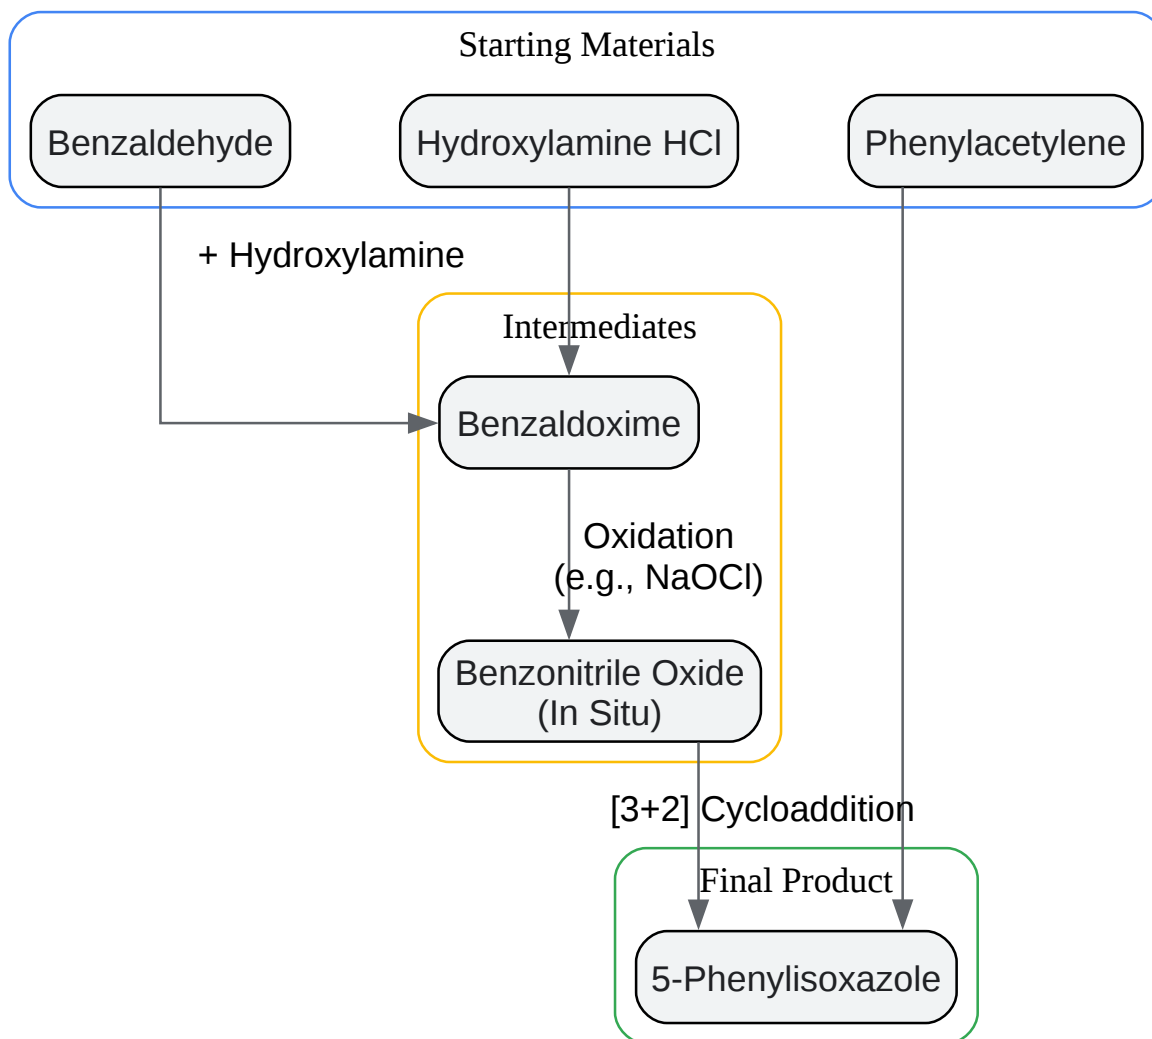 Starting Materials
Benzaldehyde
Hydroxylamine HCl
Phenylacetylene
+ Hydroxylamine
Intermediates
Benzaldoxime
Oxidation
(e.g., NaOCl)
Benzonitrile Oxide
(In Situ)
[3+2] Cycloaddition
Final Product
5-Phenylisoxazole